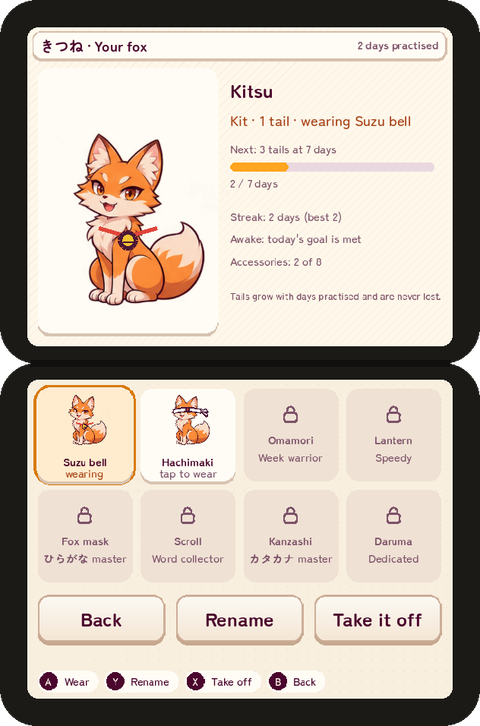 きつね · Your fox
2 days practised
Kitsu
Kit · 1 tail · wearing Suzu bell
Next: 3 tails at 7 days
2 / 7 days
Streak: 2 days (best 2)
Awake: today's goal is met
Accessories: 2 of 8
Tails grow with days practised and are never lost.
Suzu bell
wearing
Hachimaki
tap to wear
Omamori
Week warrior
Lantern
Speedy
Fox mask
ひらがな master
Scroll
Word collector
Kanzashi
カタカナ master
Daruma
Dedicated
Back
Rename
Take it off
A Wear
Y Rename
X Take off
B Back